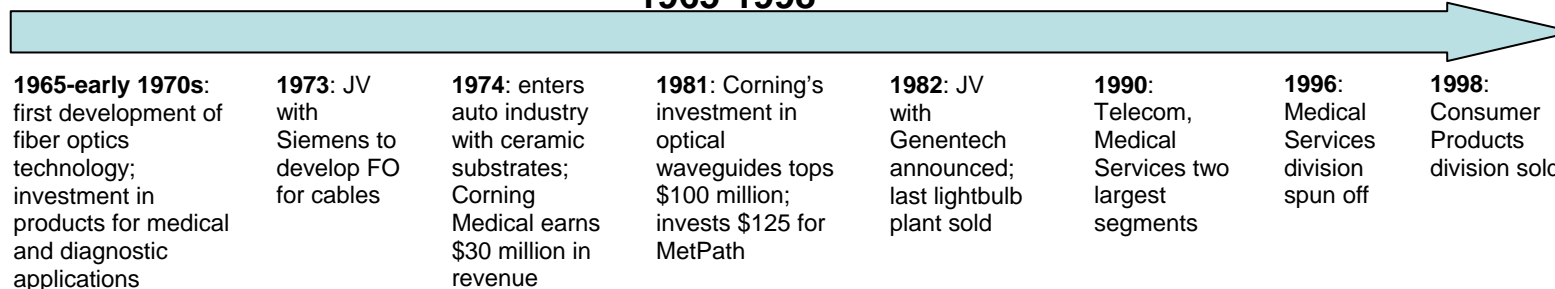 1965-1998
1965-early 1970s:
first development of
fiber optics
technology;
investment in
products for medical
and diagnostic
applications
1973: JV
with
Siemens to
develop FO
for cables
1974: enters
auto industry
with ceramic
substrates;
Corning
Medical earns
$30 million in
revenue
1981: Corning’s
investment in
optical
waveguides tops
$100 million;
invests $125 for
MetPath
1982: JV
with
Genentech
announced;
last lightbulb
plant sold
1990:
Telecom,
Medical
Services two
largest
segments
1996:
Medical
Services
division
spun off
1998:
Consumer
Products
division sold